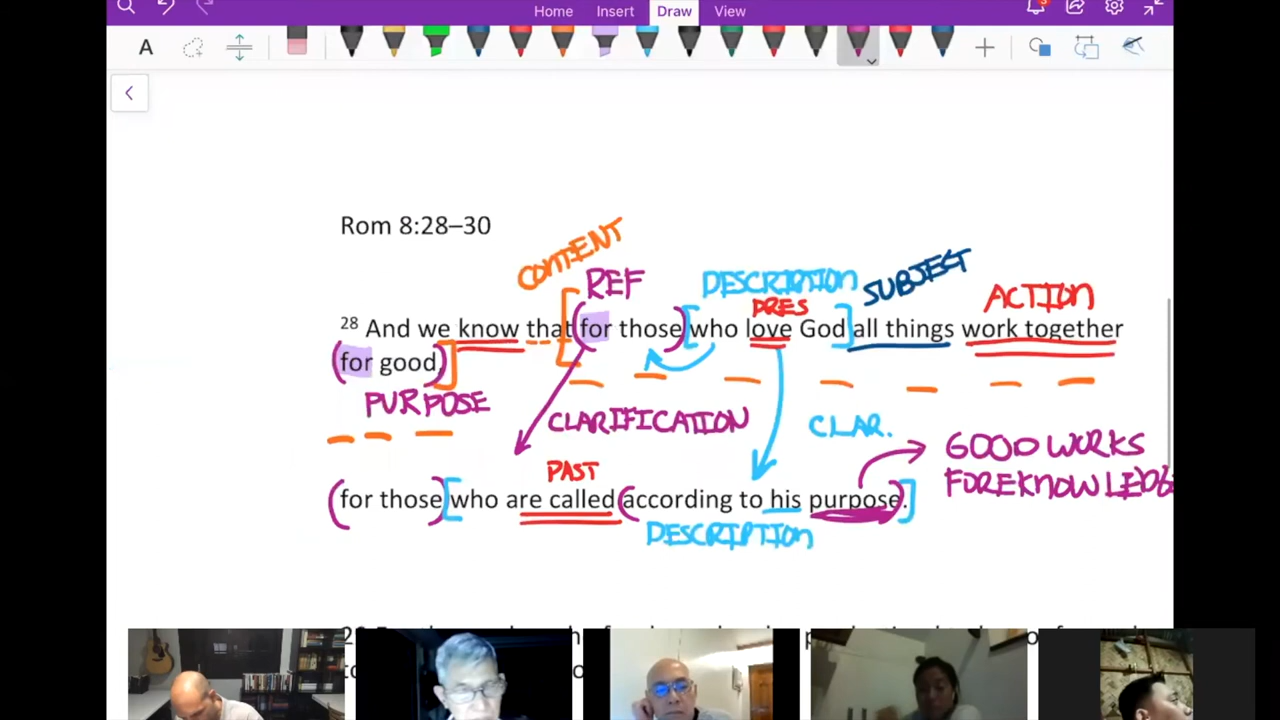 Home Insert Draw View
A
Rom 8:28–30
CONTENT
REF DESCRIPTION SUBJECT ACTION
PRES
28 And we know that for those who love God all things work together
for good,
PURPOSE CLARIFICATION CLAR.
GOOD WORKS
PAST FOREKNOWLEDG
for those who are called according to his purpose.
DESCRIPTION